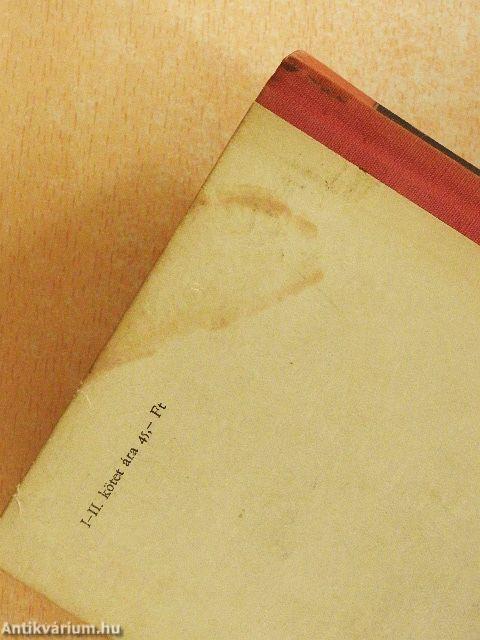 I–II. kötet ára 45,– Ft
Antikvárium.hu